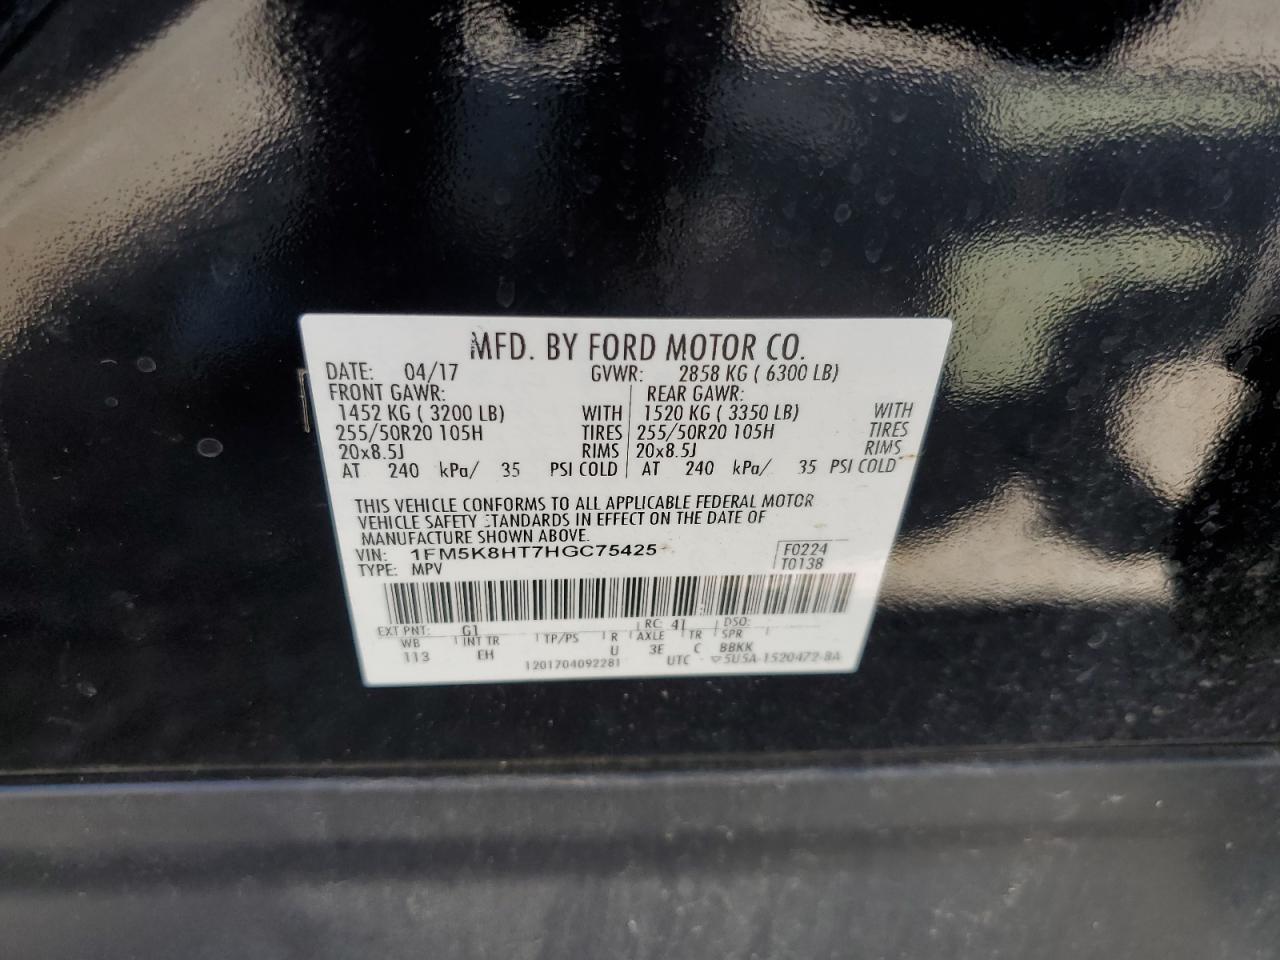 MFD. BY FORD MOTOR CO.
DATE: 04/17 GVWR: 2858 KG ( 6300 LB)
FRONT GAWR: REAR GAWR:
1452 KG ( 3200 LB) WITH 1520 KG ( 3350 LB) WITH
255/50R20 105H TIRES 255/50R20 105H TIRES
20x8.5J RIMS 20x8.5J RIMS
AT 240 kPa/ 35 PSI COLD AT 240 kPa/ 35 PSI COLD
THIS VEHICLE CONFORMS TO ALL APPLICABLE FEDERAL MOTOR
VEHICLE SAFETY STANDARDS IN EFFECT ON THE DATE OF
MANUFACTURE SHOWN ABOVE.
VIN: 1FM5K8HT7HGC75425 F0224
TYPE: MPV T0138
EXT PNT: G1 RC: 41 DSO:
WB INT TR TP/PS R AXLE TR SPR
113 EH U 3E C BBKK
1201704092281 UTC ▽5U5A-1520472-BA